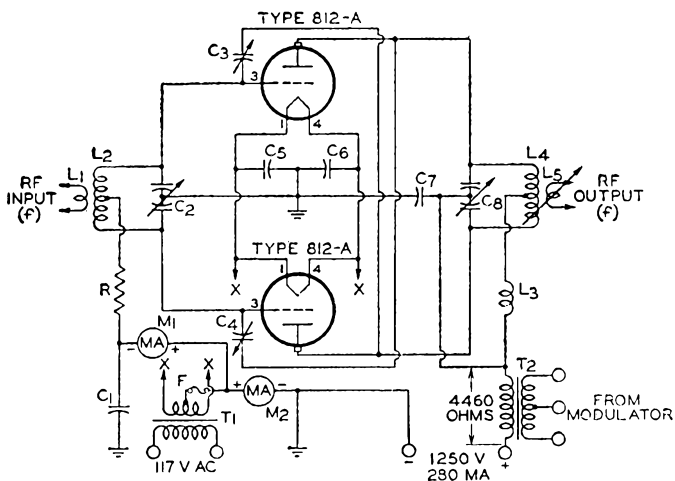 TYPE 812-A
C3
3
1
4
L2
L1
RF
INPUT
(f)
C2
C5
C6
C7
C8
L4
L5
RF
OUTPUT
(f)
TYPE 812-A
1
4
X
X
3
R
C4
L3
M1
- MA +
X
X
F
+ MA -
M2
C1
T1
117 V AC
-
T2
4460
OHMS
FROM
MODULATOR
1250 V
280 MA
+